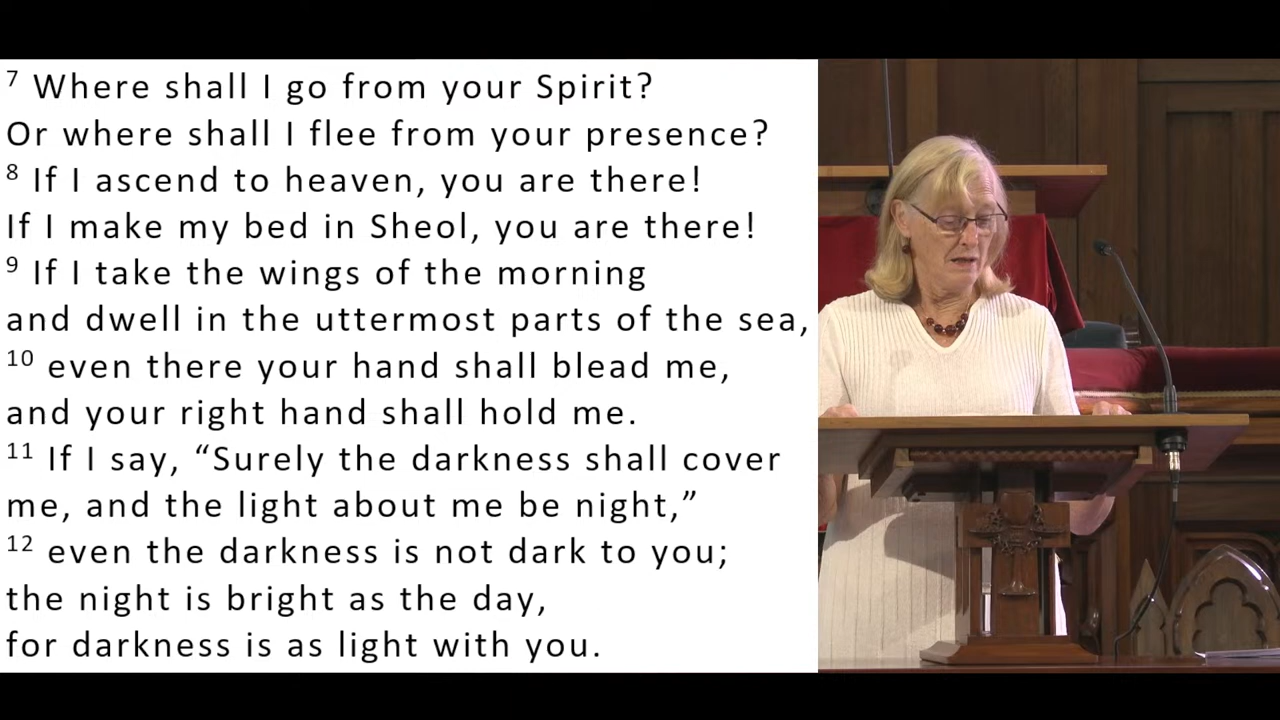 7 Where shall I go from your Spirit?
Or where shall I flee from your presence?
8 If I ascend to heaven, you are there!
If I make my bed in Sheol, you are there!
9 If I take the wings of the morning
and dwell in the uttermost parts of the sea,
10 even there your hand shall blead me,
and your right hand shall hold me.
11 If I say, “Surely the darkness shall cover
me, and the light about me be night,”
12 even the darkness is not dark to you;
the night is bright as the day,
for darkness is as light with you.